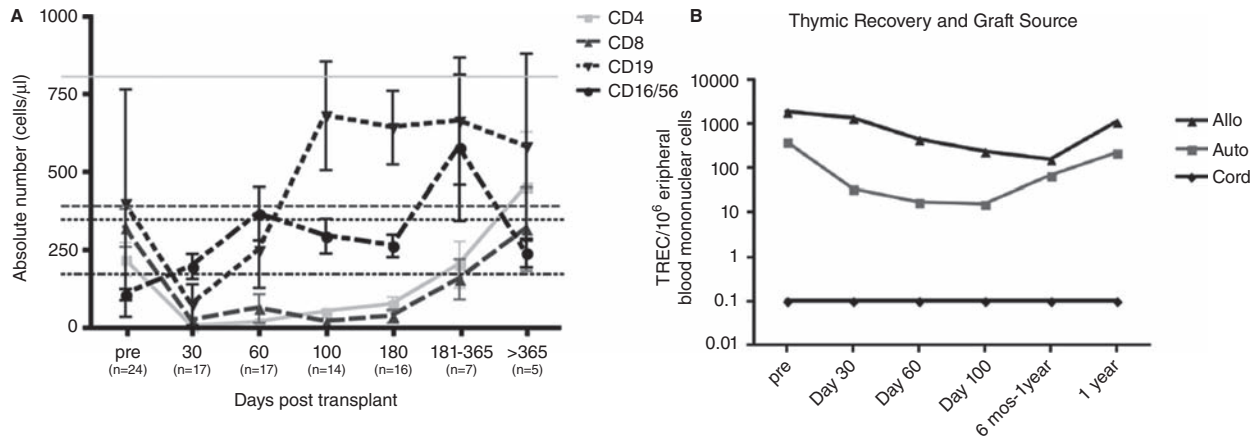 A
Absolute number (cells/μl)
1000
750
500
250
0
pre
(n=24)
30
(n=17)
60
(n=17)
100
(n=14)
180
(n=16)
181-365
(n=7)
>365
(n=5)
Days post transplant
CD4
CD8
CD19
CD16/56
B
Thymic Recovery and Graft Source
TREC/10⁶ eripheral
blood mononuclear cells
10000
1000
100
10
1
0.1
0.01
pre
Day 30
Day 60
Day 100
6 mos-1year
1 year
Allo
Auto
Cord